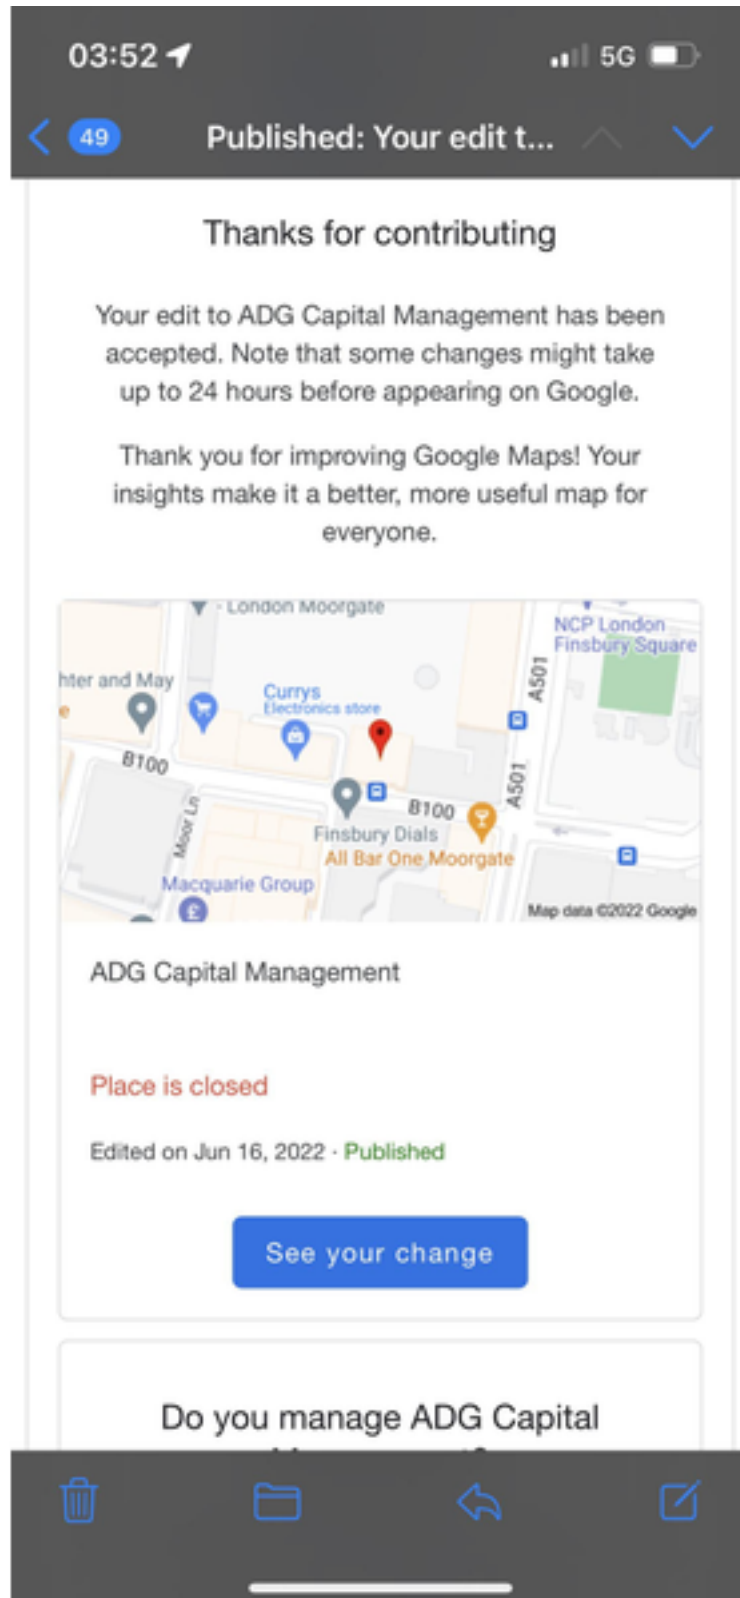 03:52
5G
49
Published: Your edit t...
Thanks for contributing
Your edit to ADG Capital Management has been
accepted. Note that some changes might take
up to 24 hours before appearing on Google.
Thank you for improving Google Maps! Your
insights make it a better, more useful map for
everyone.
- London Moorgate
NCP London
Finsbury Square
hter and May
e
Currys
Electronics store
A501
B100
Moor Ln
B100
A501
Finsbury Dials
All Bar One Moorgate
Macquarie Group
£
Map data ©2022 Google
ADG Capital Management
Place is closed
Edited on Jun 16, 2022 · Published
See your change
Do you manage ADG Capital